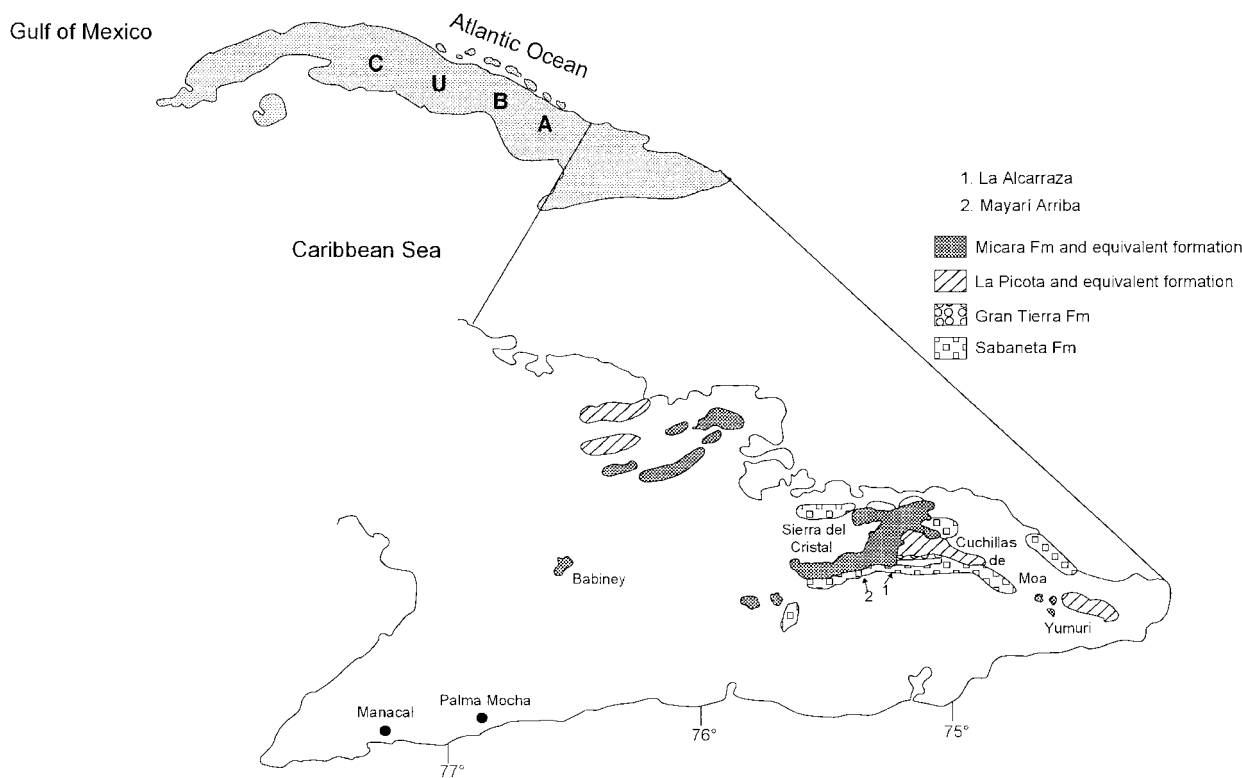 Gulf of Mexico
Atlantic Ocean
C
U
B
A
Caribbean Sea
1. La Alcarraza
2. Mayarí Arriba
Micara Fm and equivalent formation
La Picota and equivalent formation
Gran Tierra Fm
Sabaneta Fm
Sierra del
Cristal
Cuchillas
de
Moa
Babiney
2
1
Yumuri
Manacal
Palma Mocha
77°
76°
75°